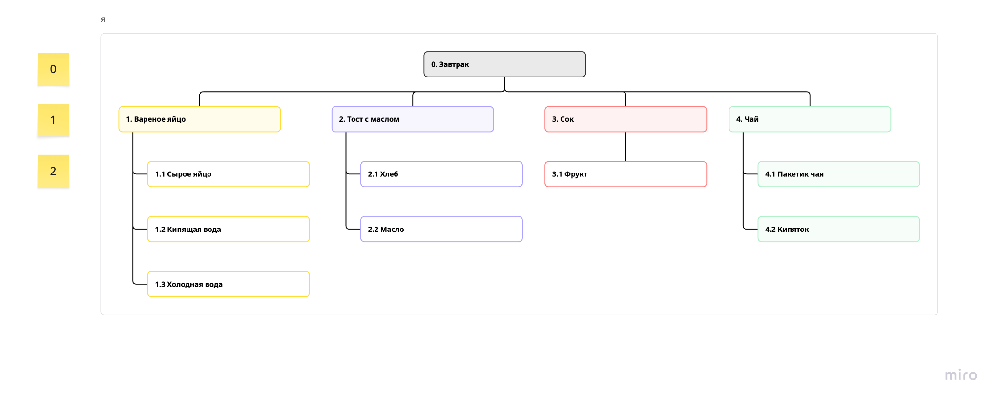 я
0
0. Завтрак
1
1. Вареное яйцо
2. Тост с маслом
3. Сок
4. Чай
2
1.1 Сырое яйцо
2.1 Хлеб
3.1 Фрукт
4.1 Пакетик чая
1.2 Кипящая вода
2.2 Масло
4.2 Кипяток
1.3 Холодная вода
miro